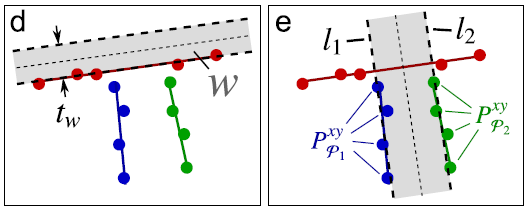 d
t_w
w
e
l_1
l_2
P^{xy}_{𝒫_1}
P^{xy}_{𝒫_2}